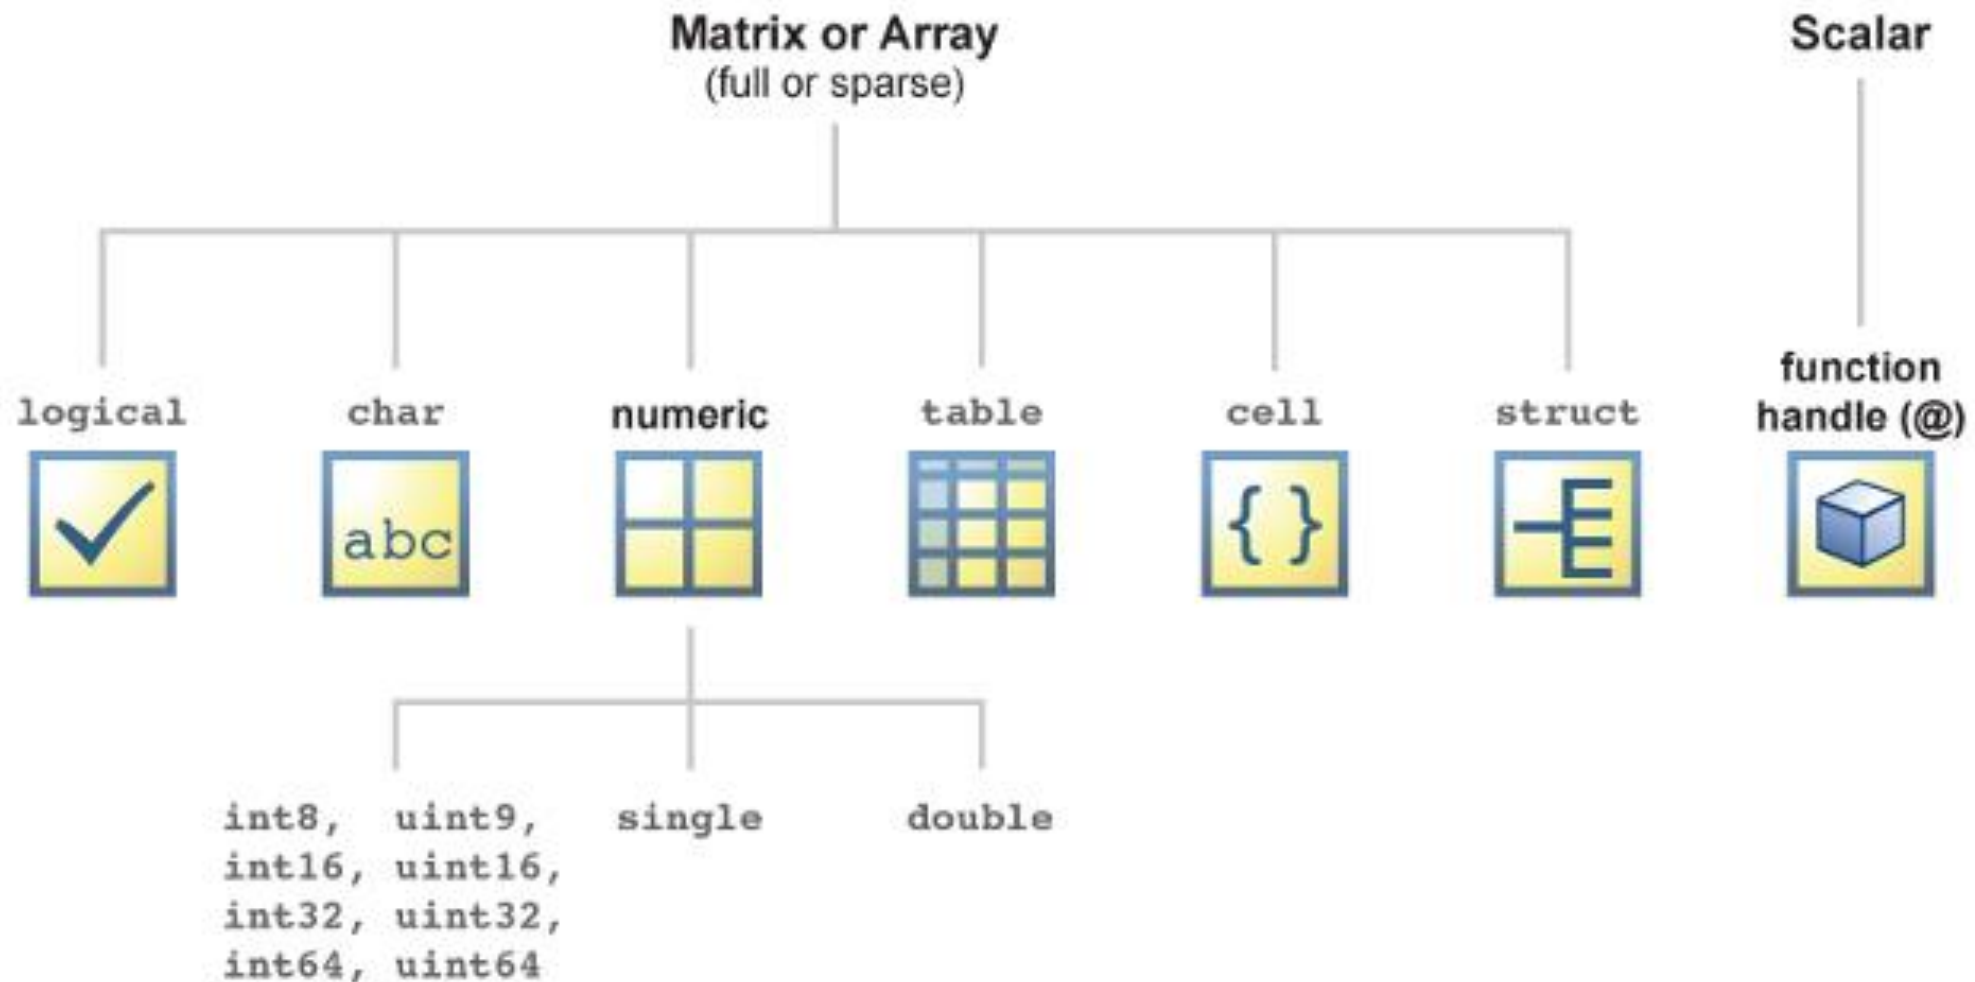 Matrix or Array
(full or sparse)
Scalar
logical
char
numeric
table
cell
struct
function
handle (@)
abc
{ }
int8, uint9,
int16, uint16,
int32, uint32,
int64, uint64
single
double